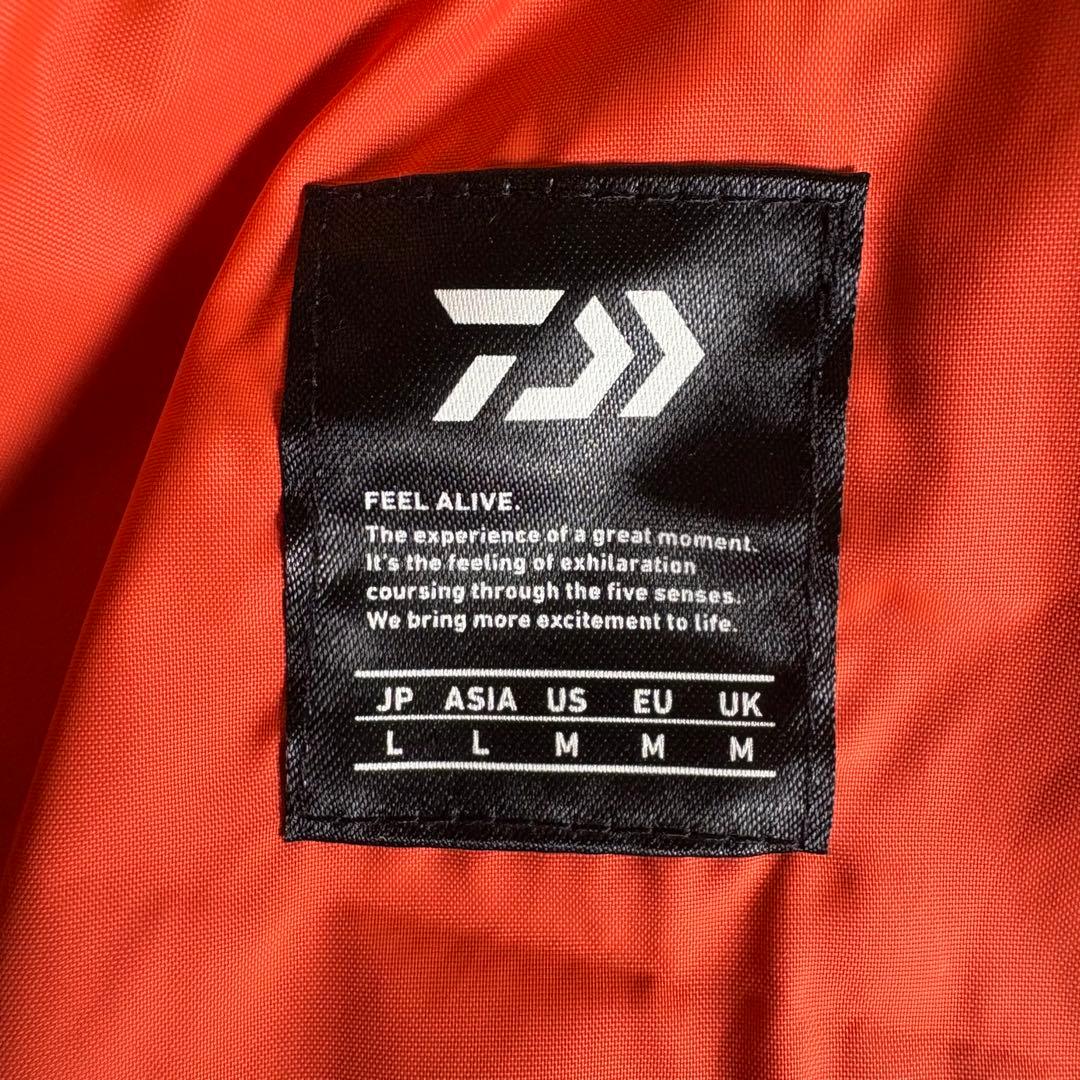 FEEL ALIVE.
The experience of a great moment.
It's the feeling of exhilaration
coursing through the five senses.
We bring more excitement to life.
JP ASIA US EU UK
L L M M M